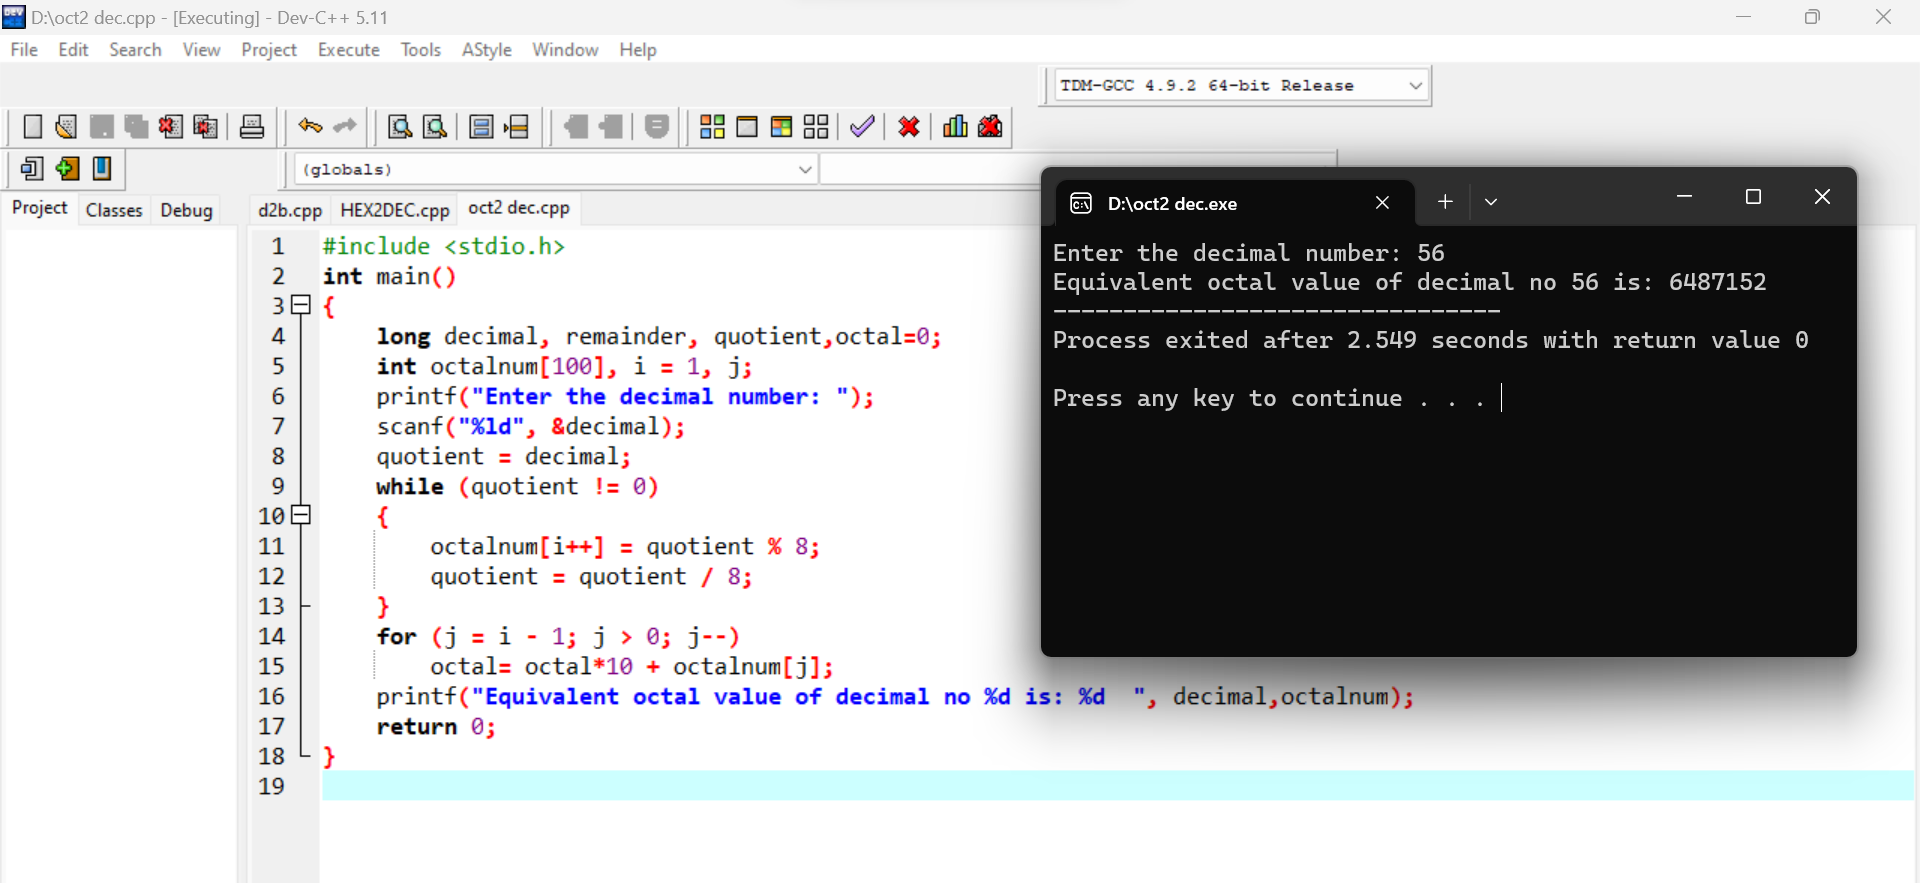 D:\oct2 dec.cpp - [Executing] - Dev-C++ 5.11
File Edit Search View Project Execute Tools AStyle Window Help
TDM-GCC 4.9.2 64-bit Release
(globals)
Project Classes Debug
d2b.cpp HEX2DEC.cpp oct2 dec.cpp
1 #include <stdio.h>
2 int main()
3 {
4 long decimal, remainder, quotient,octal=0;
5 int octalnum[100], i = 1, j;
6 printf("Enter the decimal number: ");
7 scanf("%ld", &decimal);
8 quotient = decimal;
9 while (quotient != 0)
10 {
11 octalnum[i++] = quotient % 8;
12 quotient = quotient / 8;
13 }
14 for (j = i - 1; j > 0; j--)
15 octal= octal*10 + octalnum[j];
16 printf("Equivalent octal value of decimal no %d is: %d  ", decimal,octalnum);
17 return 0;
18 }
19
D:\oct2 dec.exe
Enter the decimal number: 56
Equivalent octal value of decimal no 56 is: 6487152
--------------------------------
Process exited after 2.549 seconds with return value 0
Press any key to continue . . .